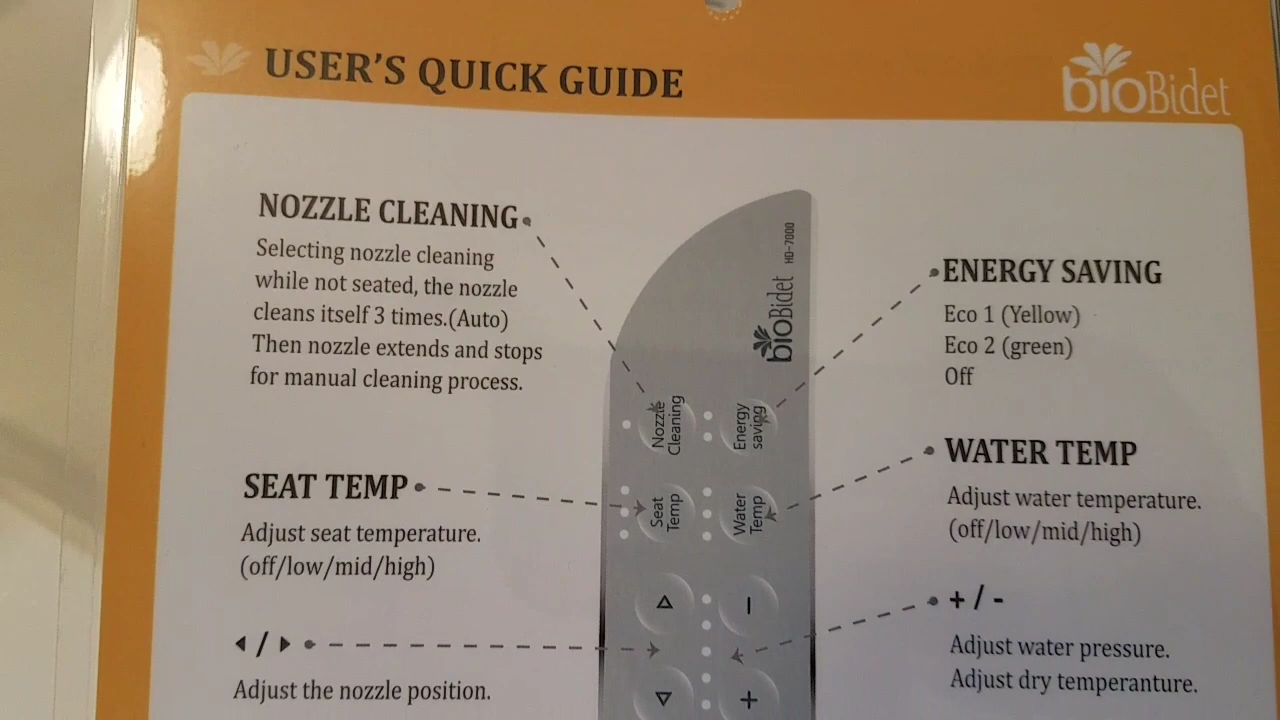 USER'S QUICK GUIDE
bioBidet
NOZZLE CLEANING
Selecting nozzle cleaning
while not seated, the nozzle
cleans itself 3 times.(Auto)
Then nozzle extends and stops
for manual cleaning process.
SEAT TEMP
Adjust seat temperature.
(off/low/mid/high)
◀ / ▶
Adjust the nozzle position.
bioBidet HD-7000
Nozzle
Cleaning
Energy
saving
Seat
Temp
Water
Temp
−
+
ENERGY SAVING
Eco 1 (Yellow)
Eco 2 (green)
Off
WATER TEMP
Adjust water temperature.
(off/low/mid/high)
+ / -
Adjust water pressure.
Adjust dry temperanture.